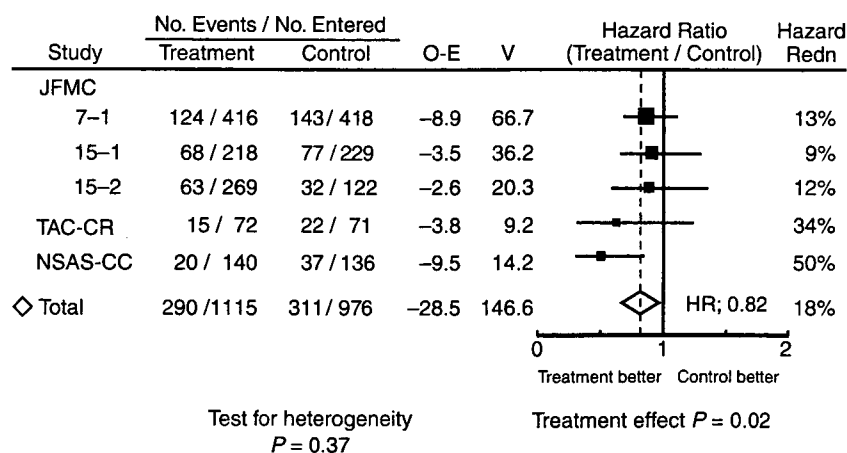 No. Events / No. Entered Hazard Ratio Hazard
Study Treatment Control O-E V (Treatment / Control) Redn
JFMC
7–1 124 / 416 143 / 418 –8.9 66.7 13%
15–1 68 / 218 77 / 229 –3.5 36.2 9%
15–2 63 / 269 32 / 122 –2.6 20.3 12%
TAC-CR 15 / 72 22 / 71 –3.8 9.2 34%
NSAS-CC 20 / 140 37 / 136 –9.5 14.2 50%
Total 290 / 1115 311 / 976 –28.5 146.6 HR; 0.82 18%
0 1 2
Treatment better Control better
Test for heterogeneity Treatment effect P = 0.02
P = 0.37